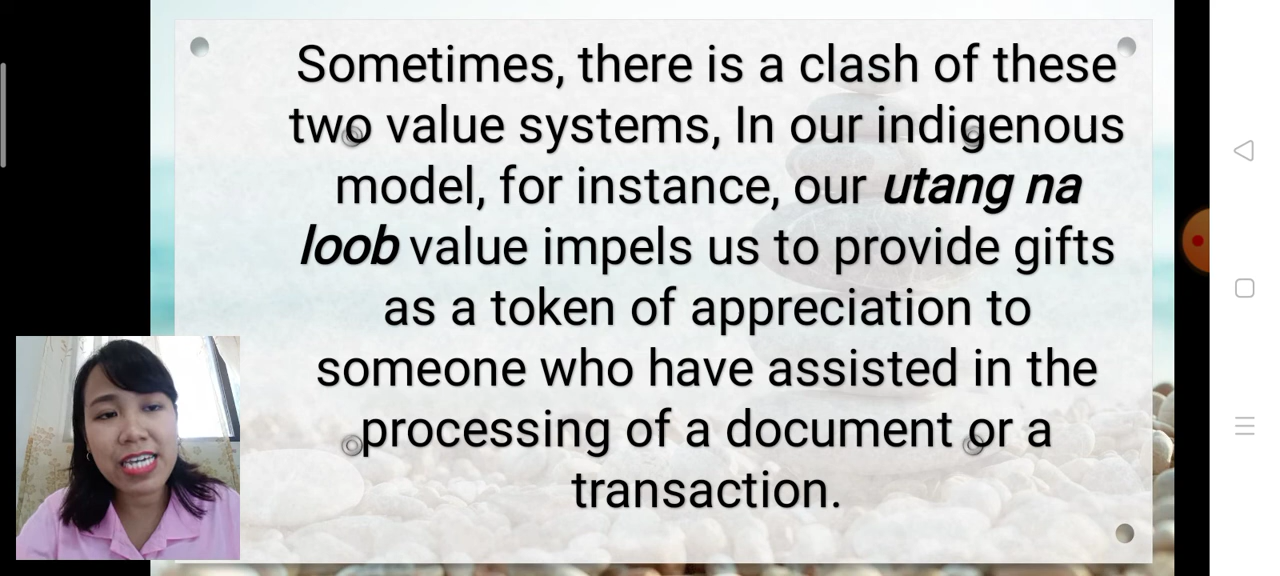 Sometimes, there is a clash of these
two value systems, In our indigenous
model, for instance, our utang na
loob value impels us to provide gifts
as a token of appreciation to
someone who have assisted in the
processing of a document or a
transaction.